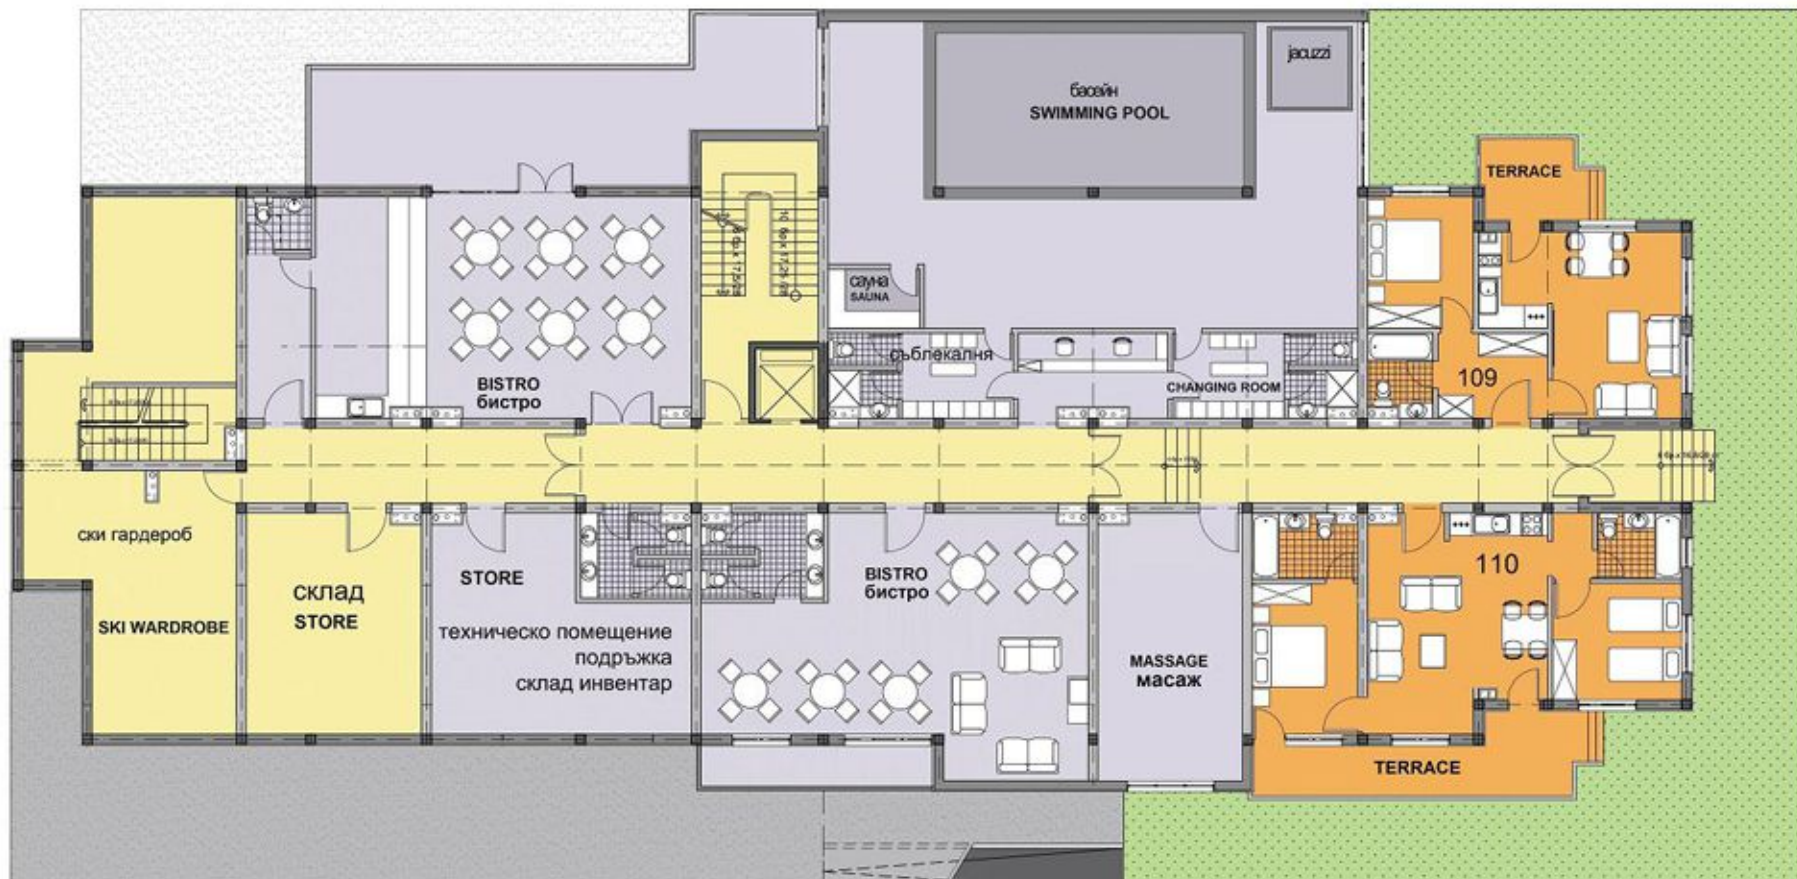 басейн
SWIMMING POOL
jacuzzi
TERRACE
сауна
SAUNA
съблекалня
CHANGING ROOM
BISTRO
бистро
109
ски гардероб
SKI WARDROBE
склад
STORE
STORE
техническо помещение
подръжка
склад инвентар
BISTRO
бистро
MASSAGE
масаж
110
TERRACE